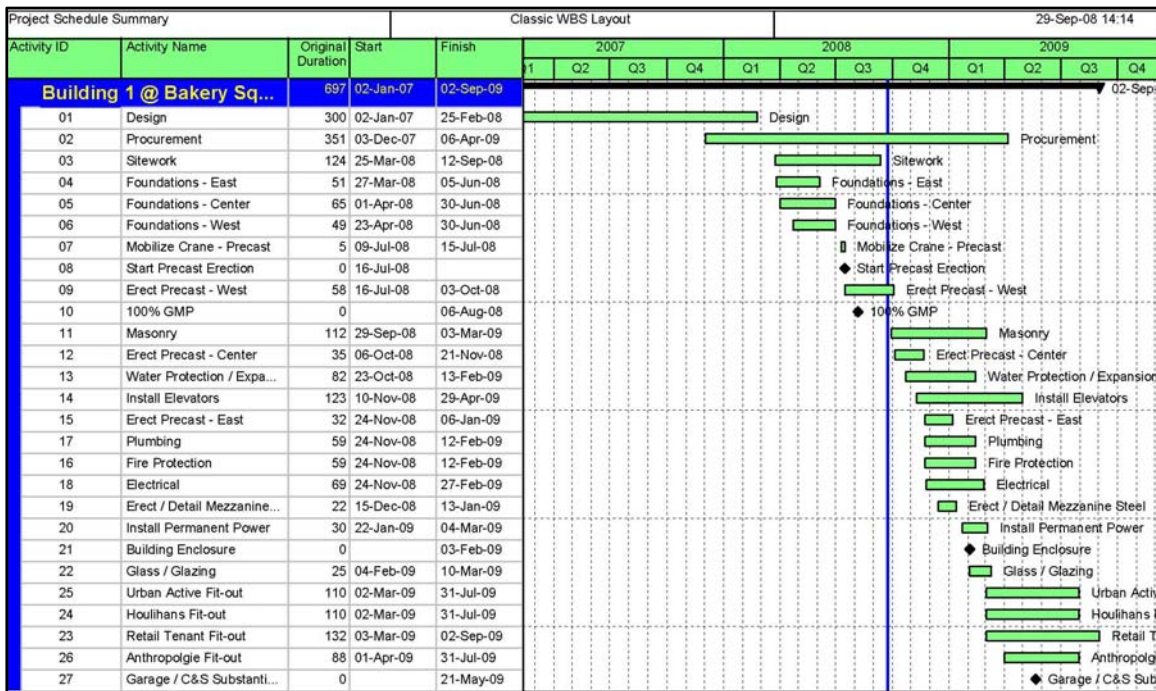 Project Schedule Summary Classic WBS Layout 29-Sep-08 14:14
Activity ID Activity Name Original Duration Start Finish 2007 2008 2009
Q2 Q3 Q4 Q1 Q2 Q3 Q4 Q1 Q2 Q3 Q4
Building 1 @ Bakery Sq... 697 02-Jan-07 02-Sep-09 02-Sep
01 Design 300 02-Jan-07 25-Feb-08 Design
02 Procurement 351 03-Dec-07 06-Apr-09 Procurement
03 Sitework 124 25-Mar-08 12-Sep-08 Sitework
04 Foundations - East 51 27-Mar-08 05-Jun-08 Foundations - East
05 Foundations - Center 65 01-Apr-08 30-Jun-08 Foundations - Center
06 Foundations - West 49 23-Apr-08 30-Jun-08 Foundations - West
07 Mobilize Crane - Precast 5 09-Jul-08 15-Jul-08 Mobilize Crane - Precast
08 Start Precast Erection 0 16-Jul-08 Start Precast Erection
09 Erect Precast - West 58 16-Jul-08 03-Oct-08 Erect Precast - West
10 100% GMP 0 06-Aug-08 100% GMP
11 Masonry 112 29-Sep-08 03-Mar-09 Masonry
12 Erect Precast - Center 35 06-Oct-08 21-Nov-08 Erect Precast - Center
13 Water Protection / Expa... 82 23-Oct-08 13-Feb-09 Water Protection / Expansion
14 Install Elevators 123 10-Nov-08 29-Apr-09 Install Elevators
15 Erect Precast - East 32 24-Nov-08 06-Jan-09 Erect Precast - East
17 Plumbing 59 24-Nov-08 12-Feb-09 Plumbing
16 Fire Protection 59 24-Nov-08 12-Feb-09 Fire Protection
18 Electrical 69 24-Nov-08 27-Feb-09 Electrical
19 Erect / Detail Mezzanine... 22 15-Dec-08 13-Jan-09 Erect / Detail Mezzanine Steel
20 Install Permanent Power 30 22-Jan-09 04-Mar-09 Install Permanent Power
21 Building Enclosure 0 03-Feb-09 Building Enclosure
22 Glass / Glazing 25 04-Feb-09 10-Mar-09 Glass / Glazing
25 Urban Active Fit-out 110 02-Mar-09 31-Jul-09 Urban Activ
24 Houlihans Fit-out 110 02-Mar-09 31-Jul-09 Houlihans
23 Retail Tenant Fit-out 132 03-Mar-09 02-Sep-09 Retail T
26 Anthropolgie Fit-out 88 01-Apr-09 31-Jul-09 Anthropolgi
27 Garage / C&S Substanti... 0 21-May-09 Garage / C&S Sub